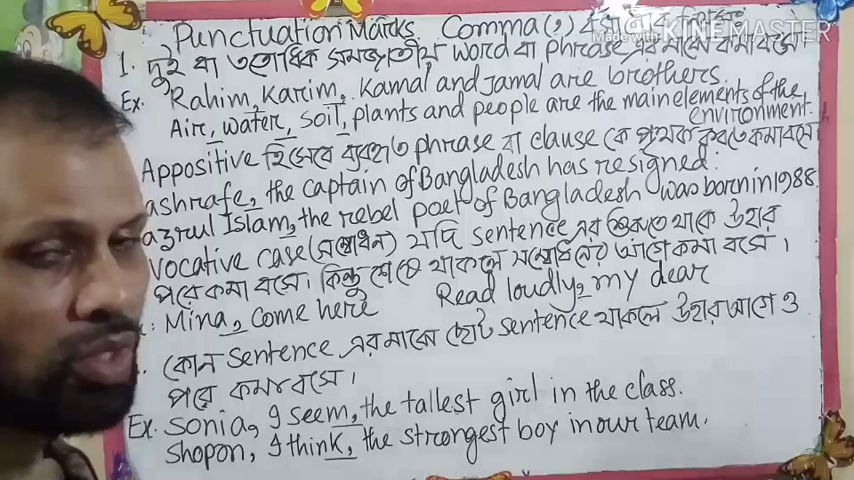 Punctuation Marks Comma (,)
Made with KINEMASTER
1. দুই বা ততোধিক সমজাতীয় word বা phrase এর মাঝে কমা বসে
Ex. Rahim, Karim, Kamal and Jamal are brothers.
Air, water, soil, plants and people are the main elements of the
environment.
Appositive হিসেবে ব্যবহৃত phrase বা clause কে পৃথক করতে কমা বসে
ashrafe, the captain of Bangladesh has resigned.
azrul Islam, the rebel poet of Bangladesh was born in 1988.
Vocative case (সম্বোধন) যদি sentence এর শুরুতে থাকে উহার
পরে কমা বসে। কিন্তু শেষে থাকলে সম্বোধনের আগে কমা বসে।
: Mina, come here Read loudly, my dear
কোন sentence এর মাঝে ছোট sentence থাকলে উহার আগে ও
পরে কমা বসে।
Ex. Sonia, I seem, the tallest girl in the class.
Shopon, I think, the strongest boy in our team.